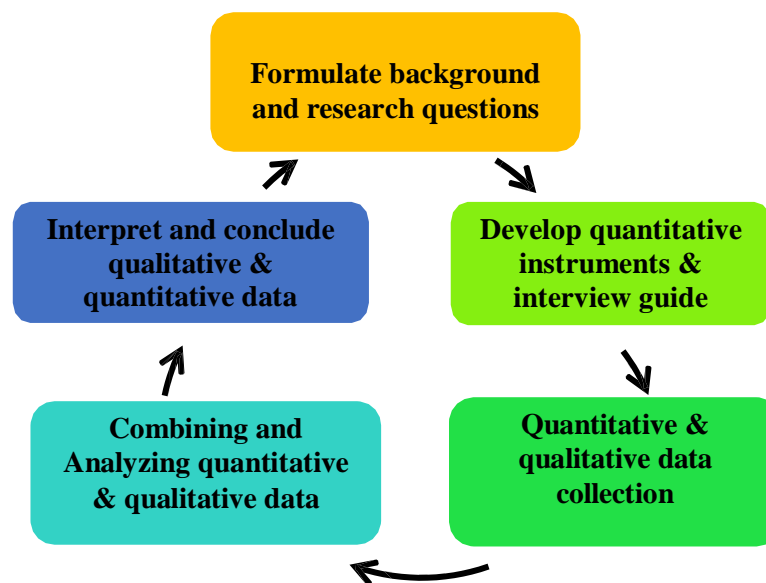 Formulate background
and research questions
Develop quantitative
instruments &
interview guide
Quantitative &
qualitative data
collection
Combining and
Analyzing quantitative
& qualitative data
Interpret and conclude
qualitative &
quantitative data